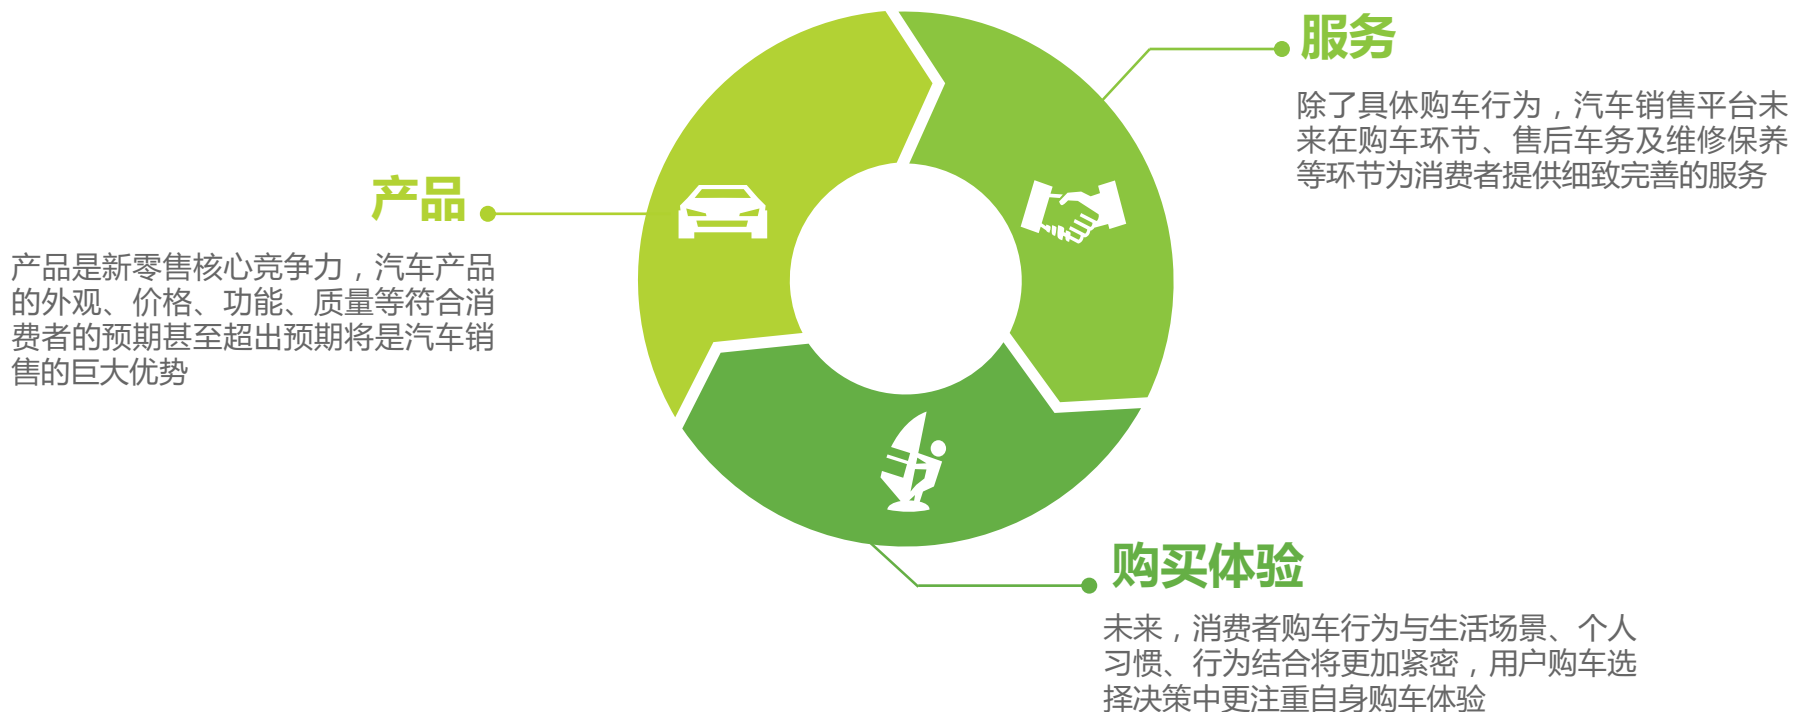 服务
除了具体购车行为，汽车销售平台未
来在购车环节、售后车务及维修保养
等环节为消费者提供细致完善的服务
产品
产品是新零售核心竞争力，汽车产品
的外观、价格、功能、质量等符合消
费者的预期甚至超出预期将是汽车销
售的巨大优势
购买体验
未来，消费者购车行为与生活场景、个人
习惯、行为结合将更加紧密，用户购车选
择决策中更注重自身购车体验